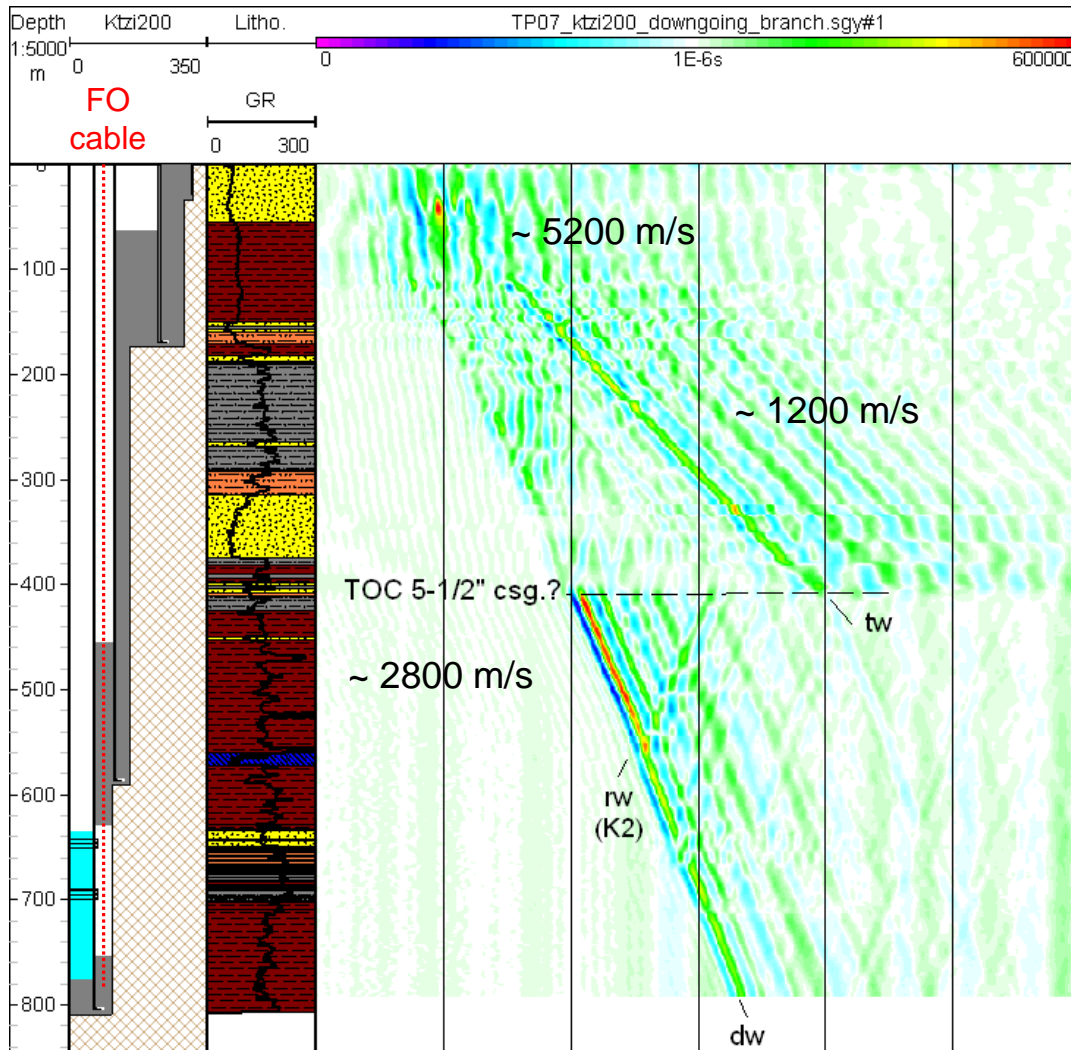 Depth Ktzi200 Litho. TP07_ktzi200_downgoing_branch.sgy#1
1:5000
m 0 350 0 1E-6s 600000
FO
cable
GR
0 300
0
~ 5200 m/s
100
200
~ 1200 m/s
300
400
TOC 5-1/2" csg.?
tw
~ 2800 m/s
500
600
rw
(K2)
700
800
dw